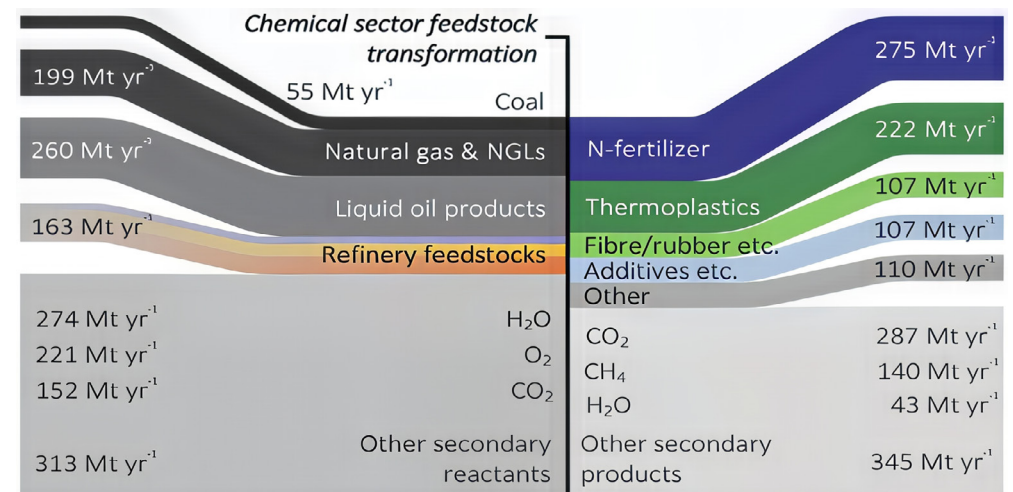 Chemical sector feedstock
transformation
55 Mt yr⁻¹
Coal
199 Mt yr⁻¹
Natural gas & NGLs
260 Mt yr⁻¹
Liquid oil products
163 Mt yr⁻¹
Refinery feedstocks
274 Mt yr⁻¹ H₂O
221 Mt yr⁻¹ O₂
152 Mt yr⁻¹ CO₂
313 Mt yr⁻¹
Other secondary
reactants
N-fertilizer
275 Mt yr⁻¹
Thermoplastics
222 Mt yr⁻¹
Fibre/rubber etc.
107 Mt yr⁻¹
Additives etc.
107 Mt yr⁻¹
Other
110 Mt yr⁻¹
CO₂ 287 Mt yr⁻¹
CH₄ 140 Mt yr⁻¹
H₂O 43 Mt yr⁻¹
Other secondary
products
345 Mt yr⁻¹